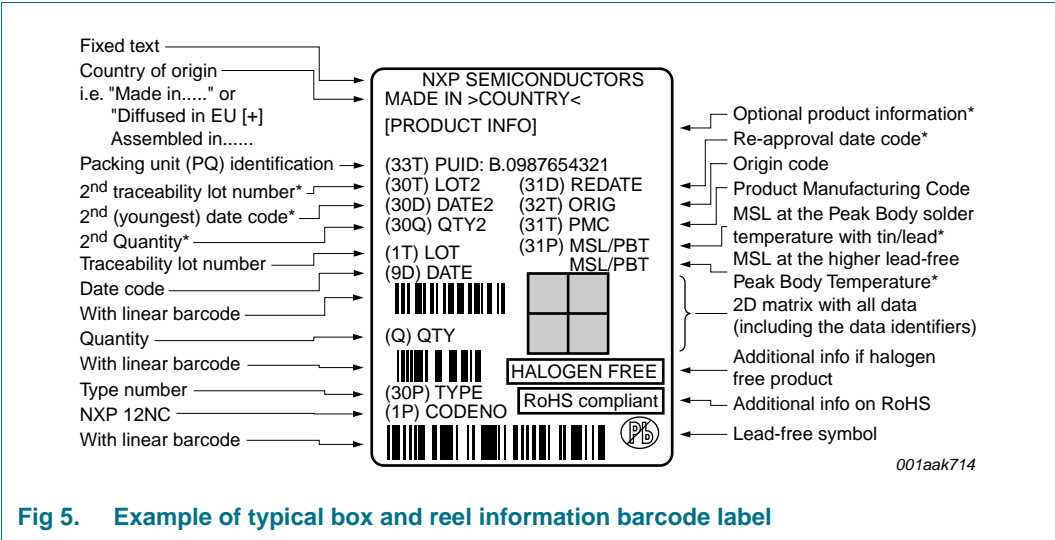 Fixed text
Country of origin
i.e. "Made in....." or
"Diffused in EU [+]
Assembled in......
Packing unit (PQ) identification
2nd traceability lot number*
2nd (youngest) date code*
2nd Quantity*
Traceability lot number
Date code
With linear barcode
Quantity
With linear barcode
Type number
NXP 12NC
With linear barcode
NXP SEMICONDUCTORS
MADE IN >COUNTRY<
[PRODUCT INFO]
(33T) PUID: B.0987654321
(30T) LOT2 (31D) REDATE
(30D) DATE2 (32T) ORIG
(30Q) QTY2 (31T) PMC
(31P) MSL/PBT
(1T) LOT MSL/PBT
(9D) DATE
(Q) QTY
HALOGEN FREE
(30P) TYPE
RoHS compliant
(1P) CODENO
Pb
Optional product information*
Re-approval date code*
Origin code
Product Manufacturing Code
MSL at the Peak Body solder
temperature with tin/lead*
MSL at the higher lead-free
Peak Body Temperature*
2D matrix with all data
(including the data identifiers)
Additional info if halogen
free product
Additional info on RoHS
Lead-free symbol
001aak714
Fig 5. Example of typical box and reel information barcode label